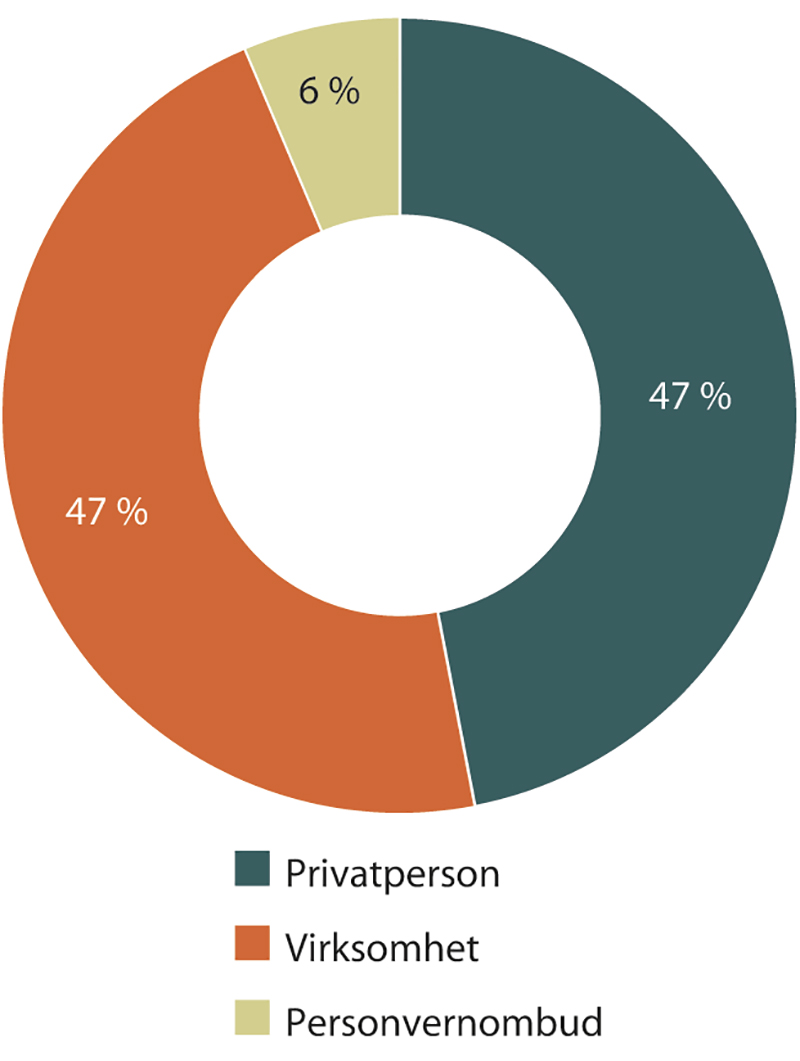 6 %
47 %
47 %
Privatperson
Virksomhet
Personvernombud